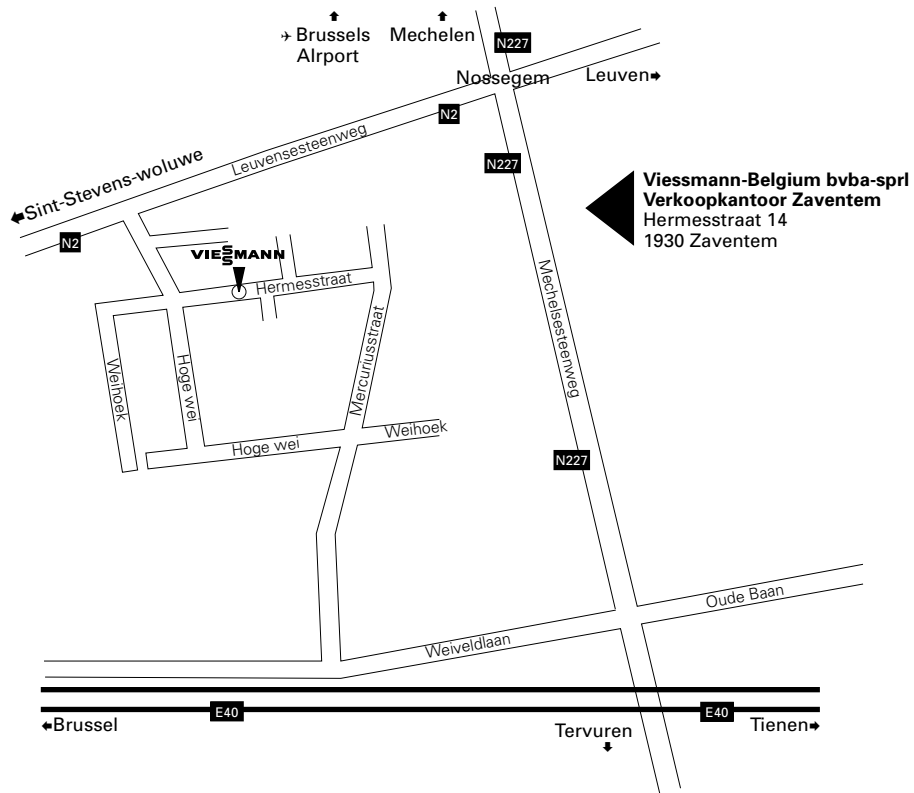 Brussels
AIrport
Mechelen
N227
Nossegem
Leuven
N2
Leuvensesteenweg
N227
Sint-Stevens-woluwe
N2
Viessmann-Belgium bvba-sprl
Verkoopkantoor Zaventem
Hermesstraat 14
1930 Zaventem
VIESSMANN
Hermesstraat
Mechelsesteenweg
Mercuriusstraat
Weihoek
Hoge wei
Hoge wei
Weihoek
N227
Oude Baan
Weiveldlaan
E40
E40
Brussel
Tervuren
Tienen